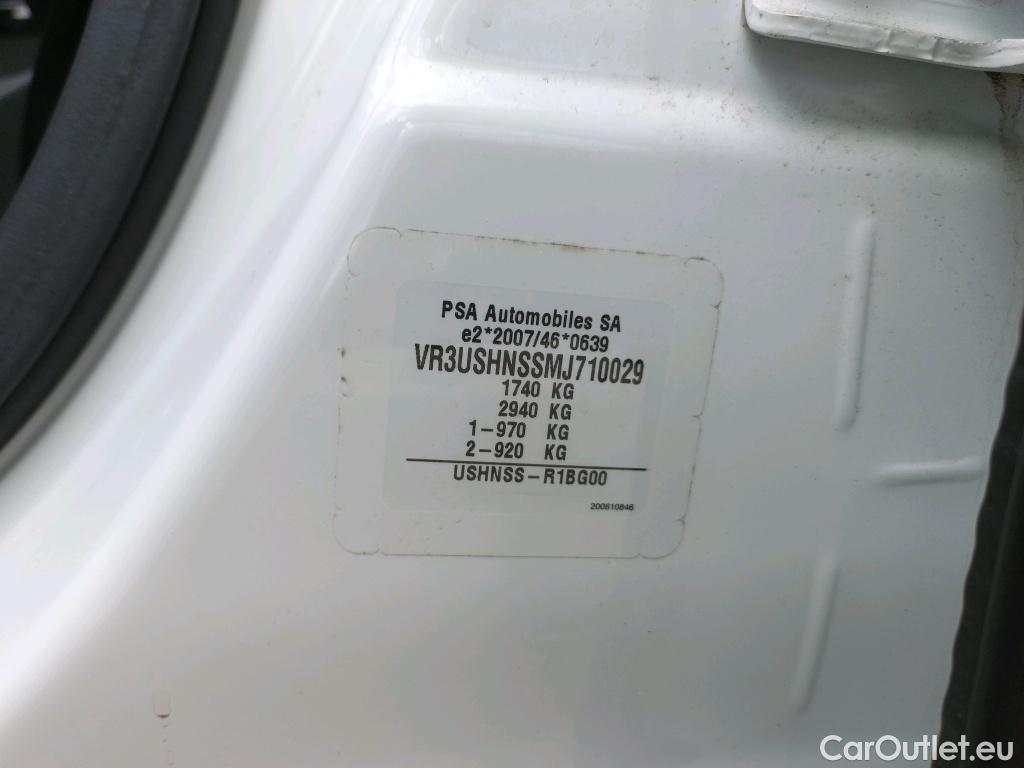 PSA Automobiles SA
e2*2007/46*0639
VR3USHNSSMJ710029
1740 KG
2940 KG
1-970 KG
2-920 KG
USHNSS-R1BG00
200610846
CarOutlet.eu